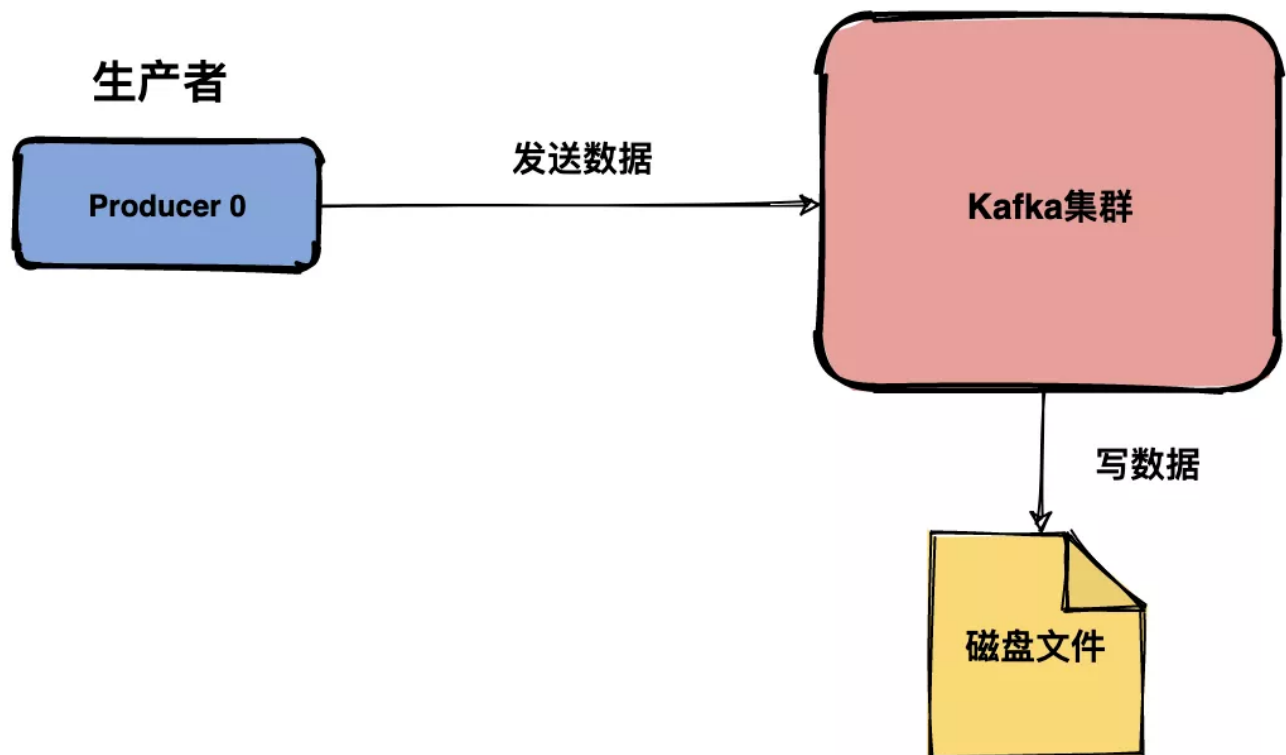 生产者
Producer 0
发送数据
Kafka集群
写数据
磁盘文件